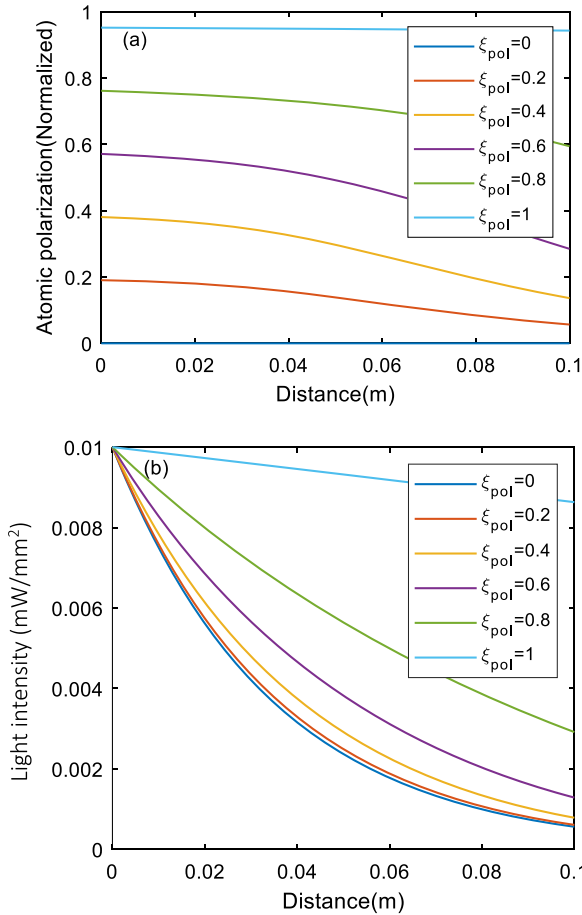 1
0.8
0.6
0.4
0.2
0
Atomic polarization(Normalized)
(a)
ξpol=0
ξpol=0.2
ξpol=0.4
ξpol=0.6
ξpol=0.8
ξpol=1
0 0.02 0.04 0.06 0.08 0.1
Distance(m)
0.01
0.008
0.006
0.004
0.002
0
Light intensity (mW/mm²)
(b)
ξpol=0
ξpol=0.2
ξpol=0.4
ξpol=0.6
ξpol=0.8
ξpol=1
0 0.02 0.04 0.06 0.08 0.1
Distance(m)